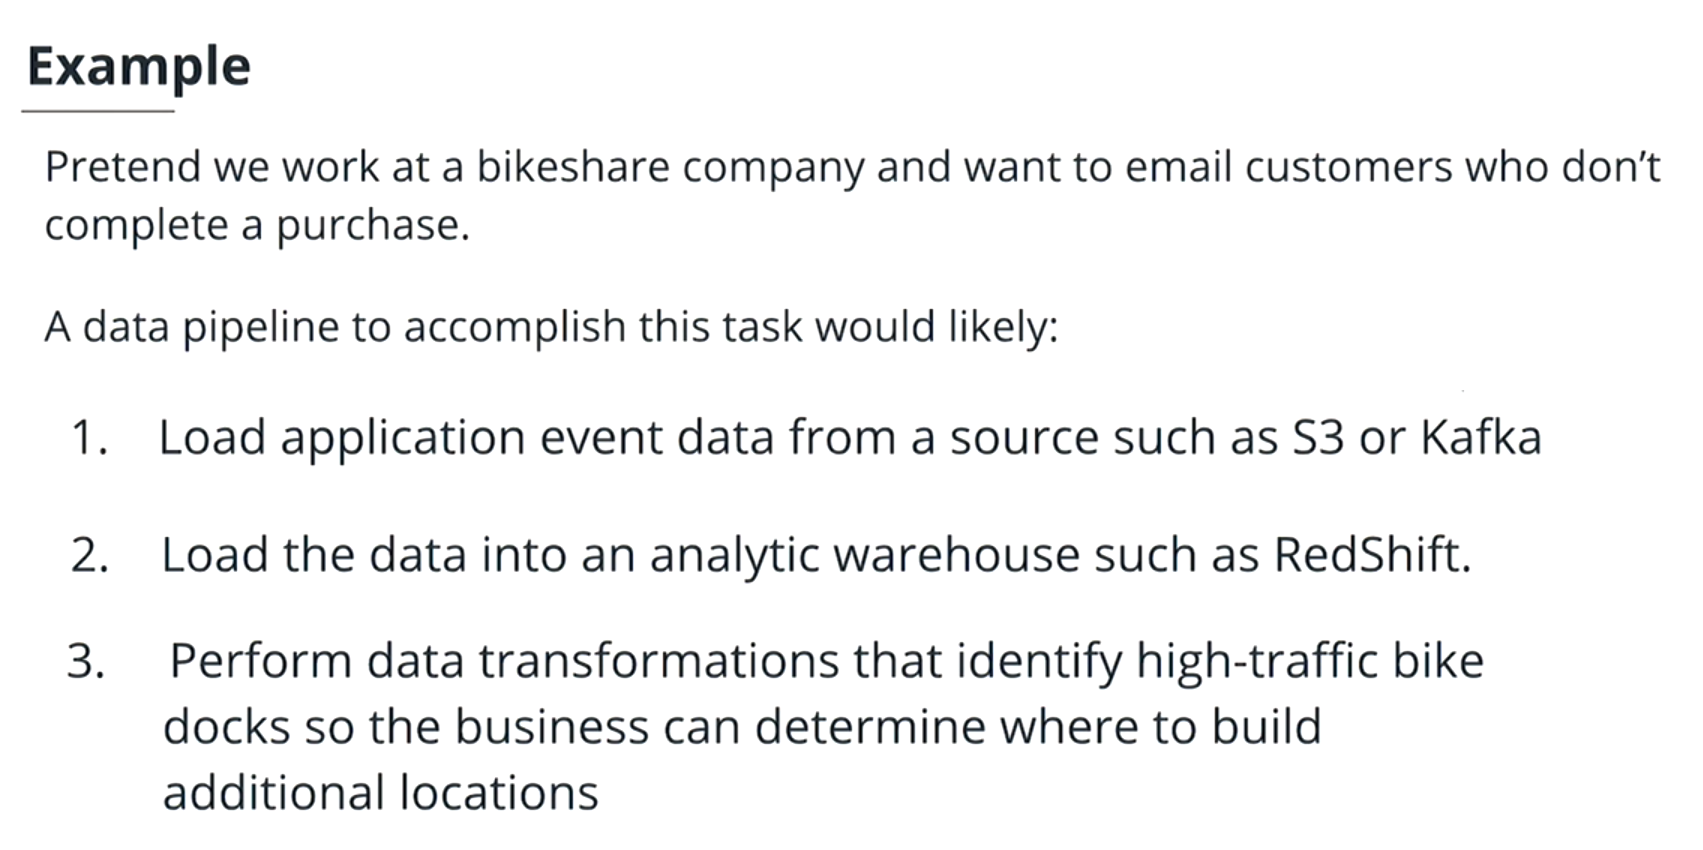 Example
Pretend we work at a bikeshare company and want to email customers who don’t
complete a purchase.
A data pipeline to accomplish this task would likely:
1. Load application event data from a source such as S3 or Kafka
2. Load the data into an analytic warehouse such as RedShift.
3. Perform data transformations that identify high-traffic bike
docks so the business can determine where to build
additional locations